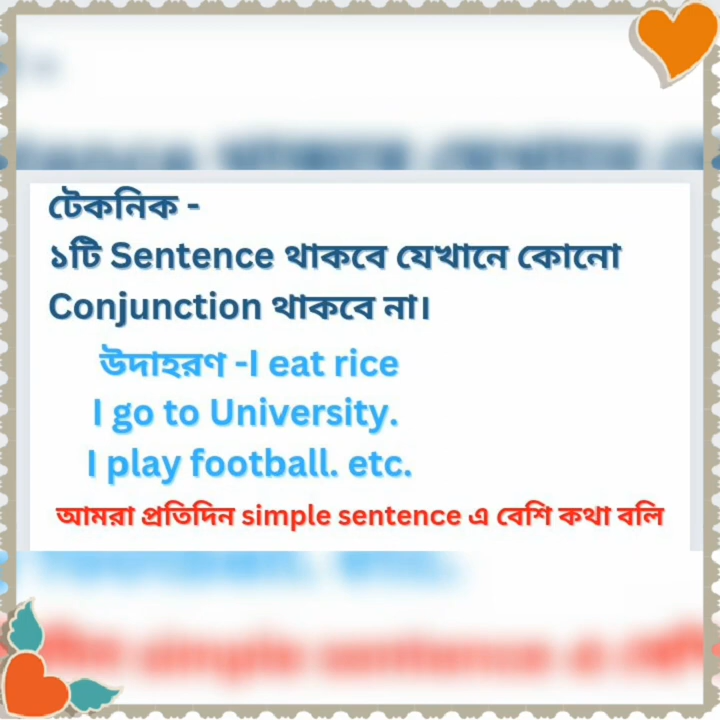 টেকনিক -
১টি Sentence থাকবে যেখানে কোনো
Conjunction থাকবে না।
উদাহরণ -I eat rice
I go to University.
I play football. etc.
আমরা প্রতিদিন simple sentence এ বেশি কথা বলি